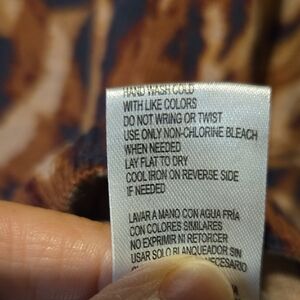 HAND WASH COLD
WITH LIKE COLORS
DO NOT WRING OR TWIST
USE ONLY NON-CHLORINE BLEACH
WHEN NEEDED
LAY FLAT TO DRY
COOL IRON ON REVERSE SIDE
IF NEEDED
LAVAR A MANO CON AGUA FRÍA
CON COLORES SIMILARES
NO EXPRIMIR NI RETORCER
USAR SOLO BLANQUEADOR SIN